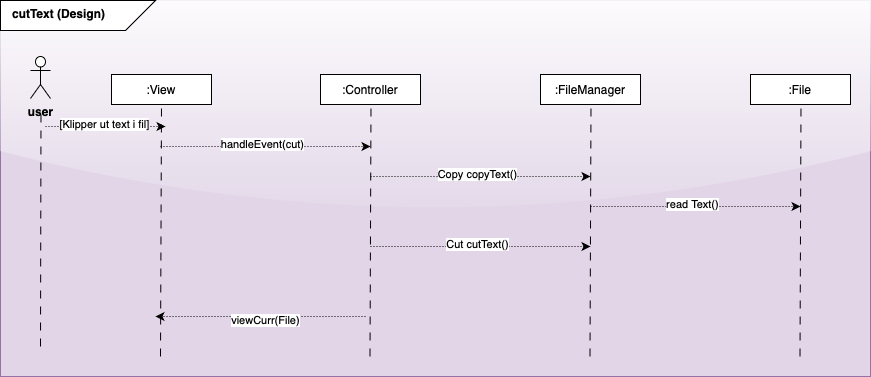 cutText (Design)
:View
:Controller
:FileManager
:File
user
[Klipper ut text i fil]
handleEvent(cut)
Copy copyText()
read Text()
Cut cutText()
viewCurr(File)